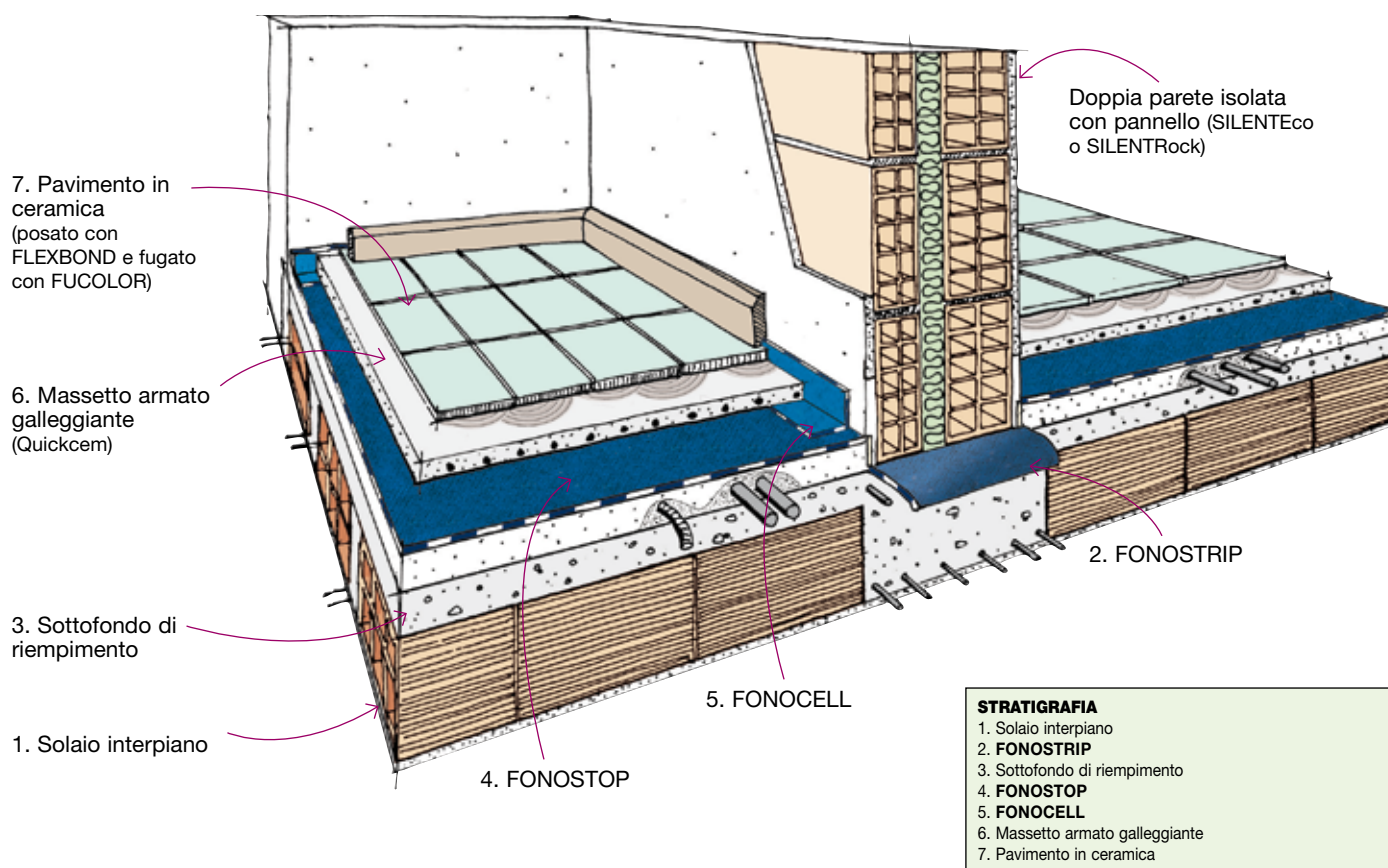 Doppia parete isolata
con pannello (SILENTEco
o SILENTRock)
7. Pavimento in
ceramica
(posato con
FLEXBOND e fugato
con FUCOLOR)
6. Massetto armato
galleggiante
(Quickcem)
2. FONOSTRIP
3. Sottofondo di
riempimento
5. FONOCELL
1. Solaio interpiano
4. FONOSTOP
STRATIGRAFIA
1. Solaio interpiano
2. FONOSTRIP
3. Sottofondo di riempimento
4. FONOSTOP
5. FONOCELL
6. Massetto armato galleggiante
7. Pavimento in ceramica